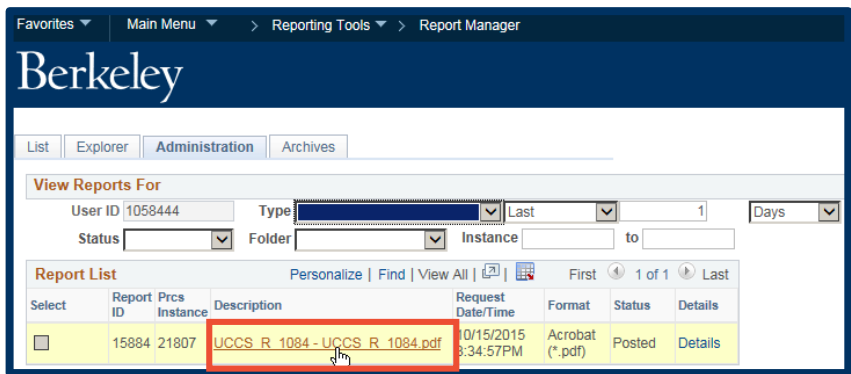 Favorites Main Menu > Reporting Tools > Report Manager
Berkeley
List Explorer Administration Archives
View Reports For
User ID 1058444 Type Last 1 Days
Status Folder Instance to
Report List Personalize | Find | View All | | First 1 of 1 Last
Select Report ID Prcs Instance Description Request Date/Time Format Status Details
15884 21807 UCCS_R_1084 - UCCS_R_1084.pdf 10/15/2015 Acrobat Posted Details
3:34:57PM (*.pdf)